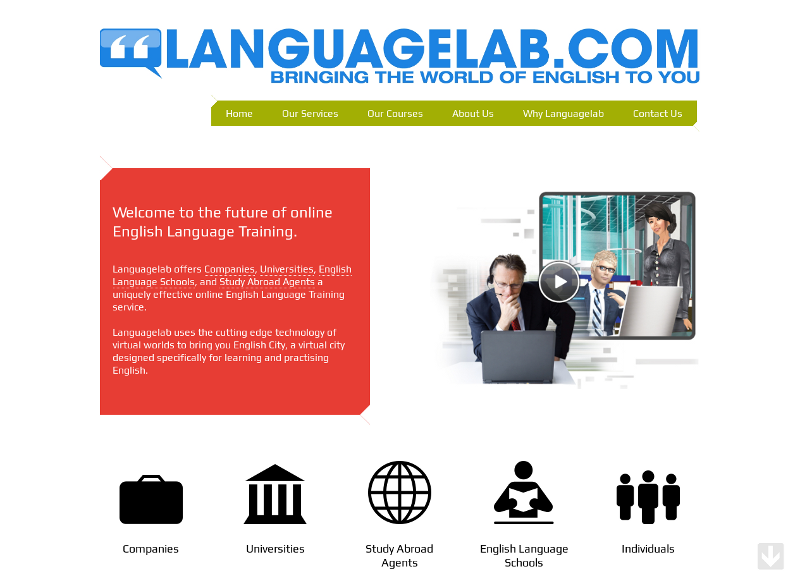 LANGUAGELAB.COM
BRINGING THE WORLD OF ENGLISH TO YOU
Home Our Services Our Courses About Us Why Languagelab Contact Us
Welcome to the future of online
English Language Training.
Languagelab offers Companies, Universities, English
Language Schools, and Study Abroad Agents a
uniquely effective online English Language Training
service.
Languagelab uses the cutting edge technology of
virtual worlds to bring you English City, a virtual city
designed specifically for learning and practising
English.
Companies Universities Study Abroad English Language Individuals
Agents Schools